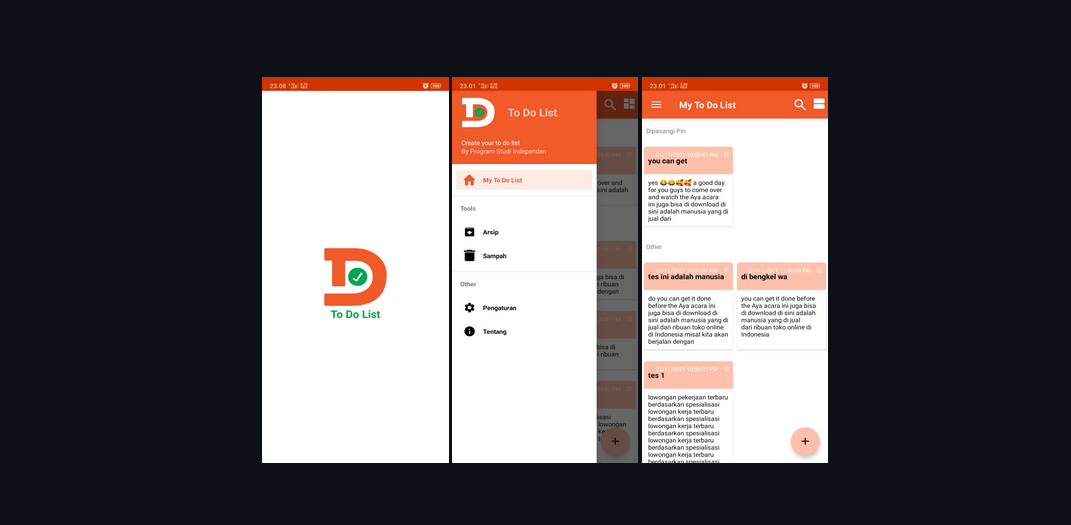 23.08
To Do List
23.01
To Do List
Create your to do list
By Program Studi Independen
My To Do List
Tools
Arsip
Sampah
Other
Pengaturan
Tentang
over and
sini adalah
ga bisa di
n ribuan
dengan
bisa di
ri ribuan
lisasi
lowongan
+
23.01
My To Do List
Dipasangi Pin
21/11/2021 10:59:42 PM
you can get
yes 😂😂🥰🥰 a good day
for you guys to come over
and watch the Aya acara
ini juga bisa di download di
sini adalah manusia yang di
jual dari
Other
tes ini adalah manusia
do you can get it done
before the Aya acara ini
juga bisa di download di
sini adalah manusia yang di
jual dari ribuan toko online
di Indonesia misal kita akan
berjalan dengan
di bengkel wa
you can get it done before
the Aya acara ini juga bisa
di download di sini adalah
manusia yang di jual
dari ribuan toko online di
Indonesia
21/11/2021 10:59:27 PM
tes 1
lowongan pekerjaan terbaru
berdasarkan spesialisasi
lowongan kerja terbaru
berdasarkan spesialisasi
lowongan kerja terbaru
berdasarkan spesialisasi
lowongan kerja terbaru
berdasarkan spesialisasi
lowongan kerja terbaru
berdasarkan spesialisasi
+